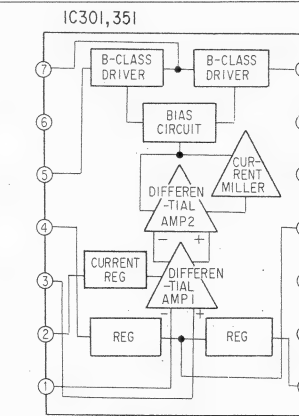 IC301,351
7
B-CLASS
DRIVER
B-CLASS
DRIVER
6
BIAS
CIRCUIT
5
CUR-
RENT
MILLER
DIFFEREN
-TIAL
AMP2
- +
4
CURRENT
REG
DIFFEREN
-TIAL
AMP1
3
- +
2
REG
REG
1